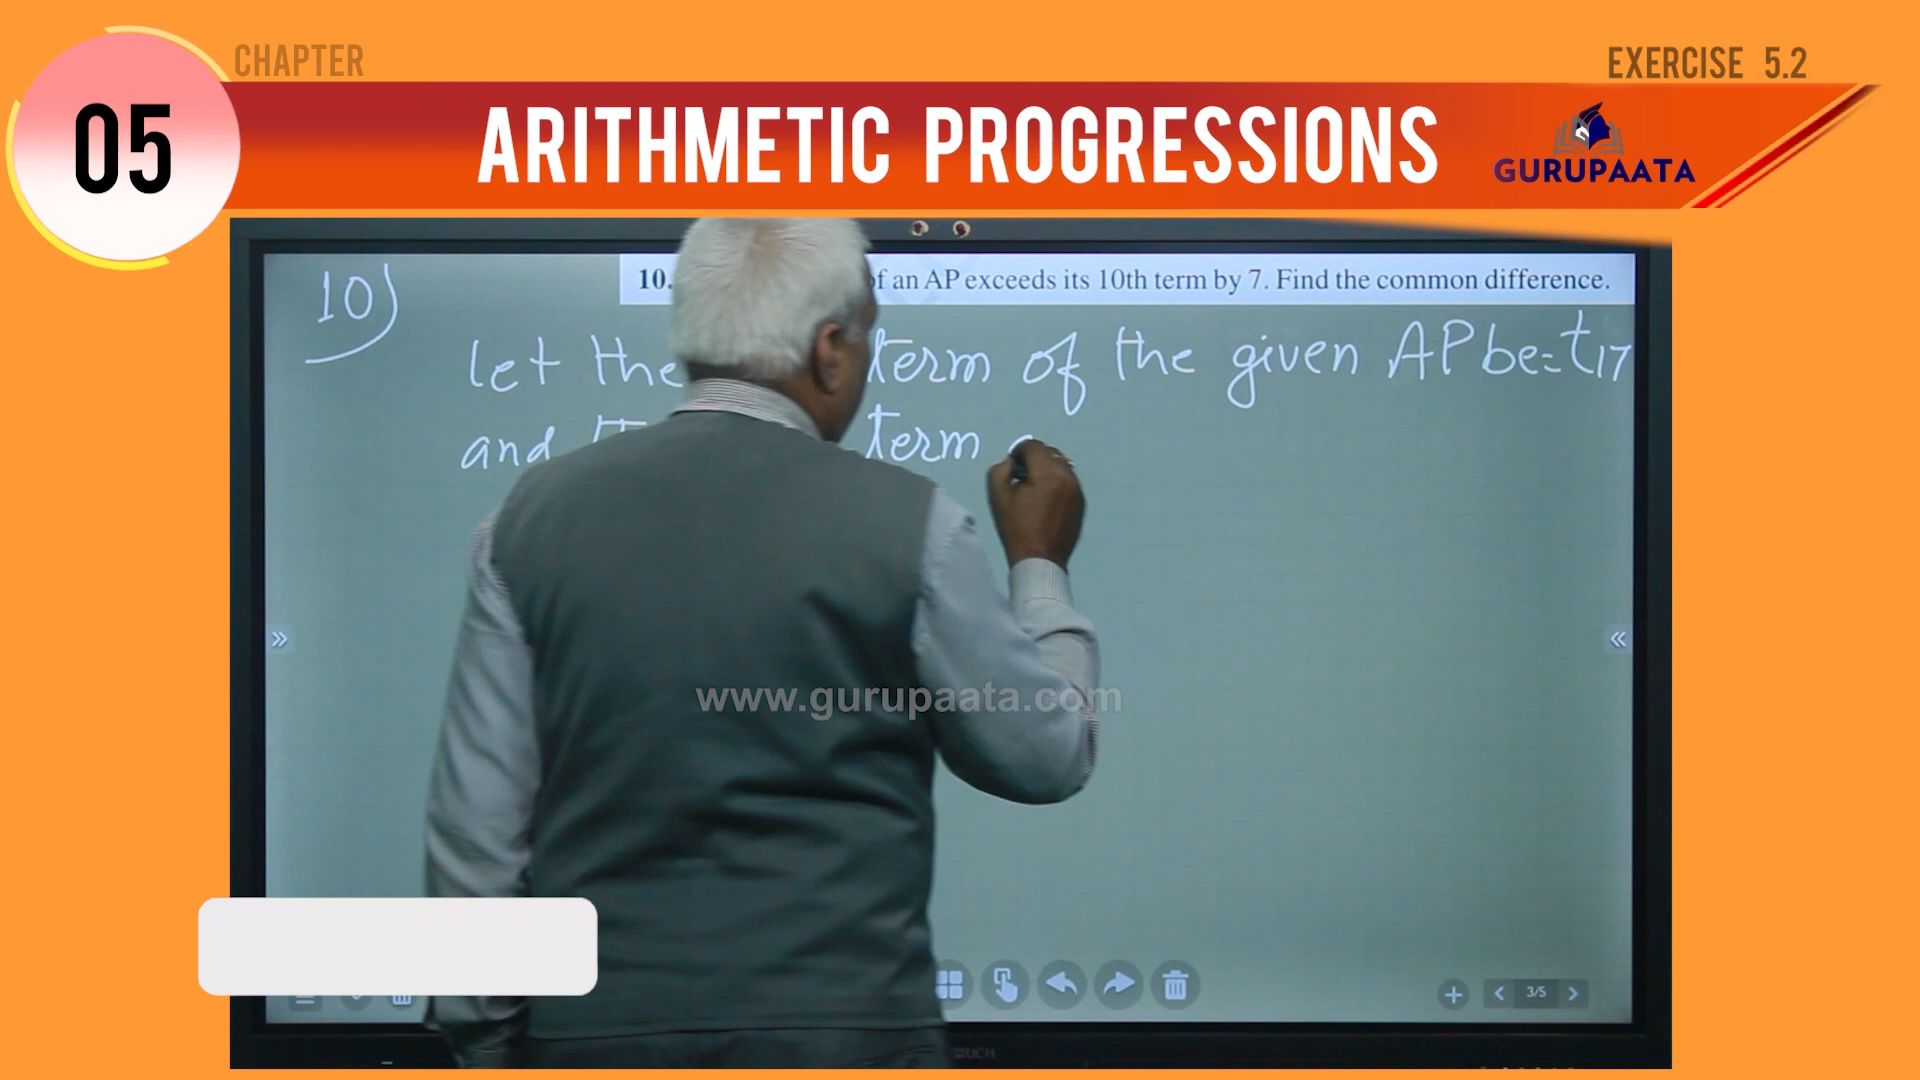 CHAPTER
EXERCISE 5.2
05
ARITHMETIC PROGRESSIONS
GURUPAATA
10)
10. of an AP exceeds its 10th term by 7. Find the common difference.
let the term of the given AP be = t17
and term
www.gurupaata.com
3/5